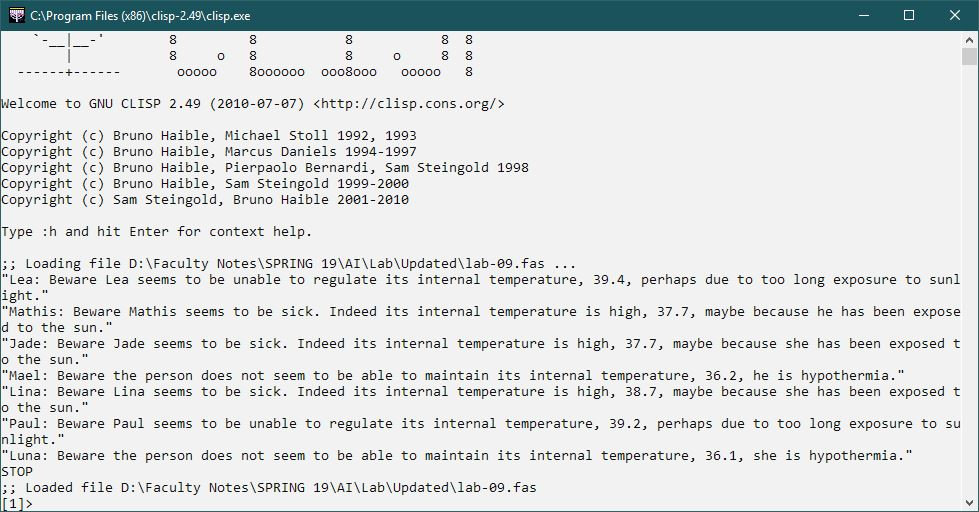 C:\Program Files (x86)\clisp-2.49\clisp.exe
   `-__|__-'        8         8           8           8  8
       |            8     o   8           8     o     8  8
 ------+------       ooooo    8oooooo  ooo8ooo   ooooo   8
Welcome to GNU CLISP 2.49 (2010-07-07) <http://clisp.cons.org/>
Copyright (c) Bruno Haible, Michael Stoll 1992, 1993
Copyright (c) Bruno Haible, Marcus Daniels 1994-1997
Copyright (c) Bruno Haible, Pierpaolo Bernardi, Sam Steingold 1998
Copyright (c) Bruno Haible, Sam Steingold 1999-2000
Copyright (c) Sam Steingold, Bruno Haible 2001-2010
Type :h and hit Enter for context help.
;; Loading file D:\Faculty Notes\SPRING 19\AI\Lab\Updated\lab-09.fas ...
"Lea: Beware Lea seems to be unable to regulate its internal temperature, 39.4, perhaps due to too long exposure to sunl
ight."
"Mathis: Beware Mathis seems to be sick. Indeed its internal temperature is high, 37.7, maybe because he has been expose
d to the sun."
"Jade: Beware Jade seems to be sick. Indeed its internal temperature is high, 37.7, maybe because she has been exposed t
o the sun."
"Mael: Beware the person does not seem to be able to maintain its internal temperature, 36.2, he is hypothermia."
"Lina: Beware Lina seems to be sick. Indeed its internal temperature is high, 38.7, maybe because she has been exposed t
o the sun."
"Paul: Beware Paul seems to be unable to regulate its internal temperature, 39.2, perhaps due to too long exposure to su
nlight."
"Luna: Beware the person does not seem to be able to maintain its internal temperature, 36.1, she is hypothermia."
STOP
;; Loaded file D:\Faculty Notes\SPRING 19\AI\Lab\Updated\lab-09.fas
[1]>